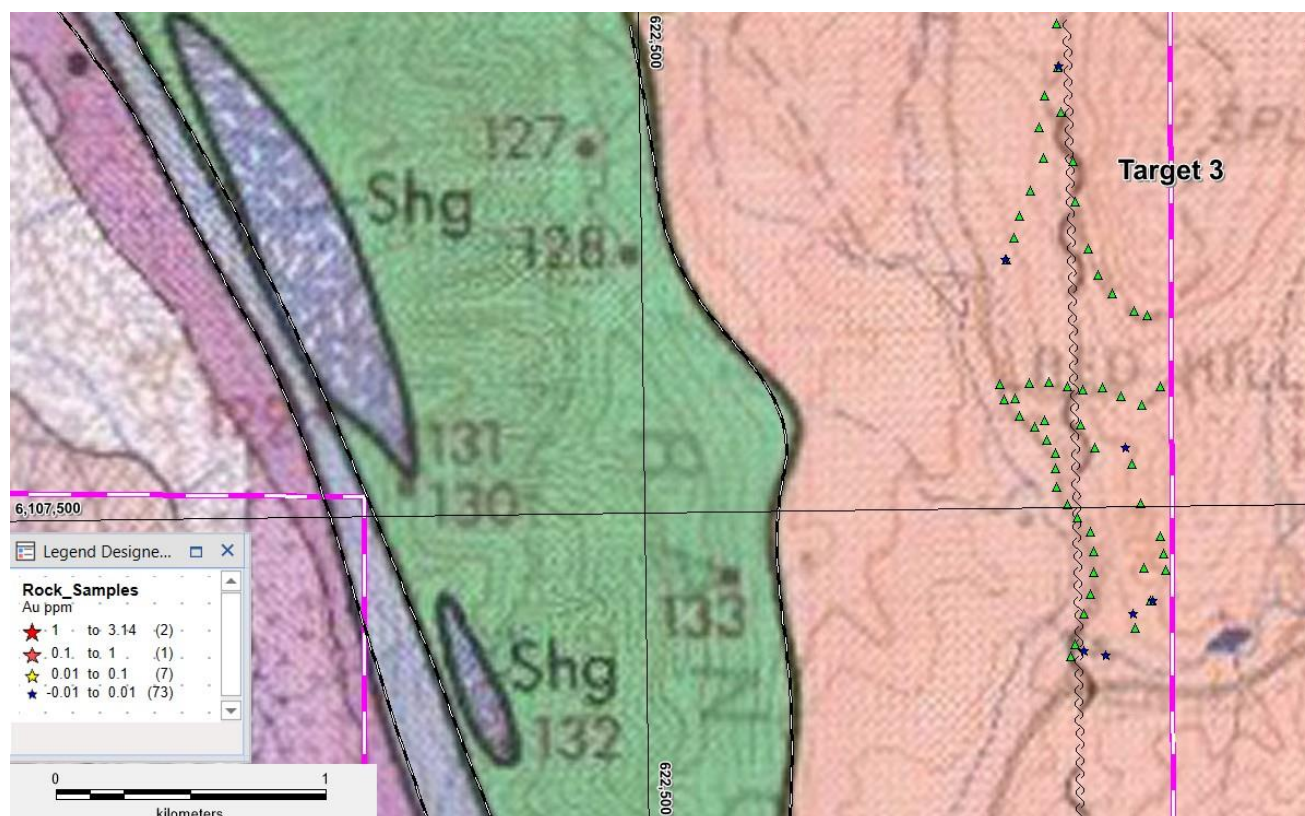 622,500
127
Target 3
Shg
128
131
130
6,107,500
Legend Designe...
Rock_Samples
Au ppm
1 to 3.14 (2)
0.1 to 1 (1)
0.01 to 0.1 (7)
-0.01 to 0.01 (73)
133
Shg
132
622,500
0 1
kilometers